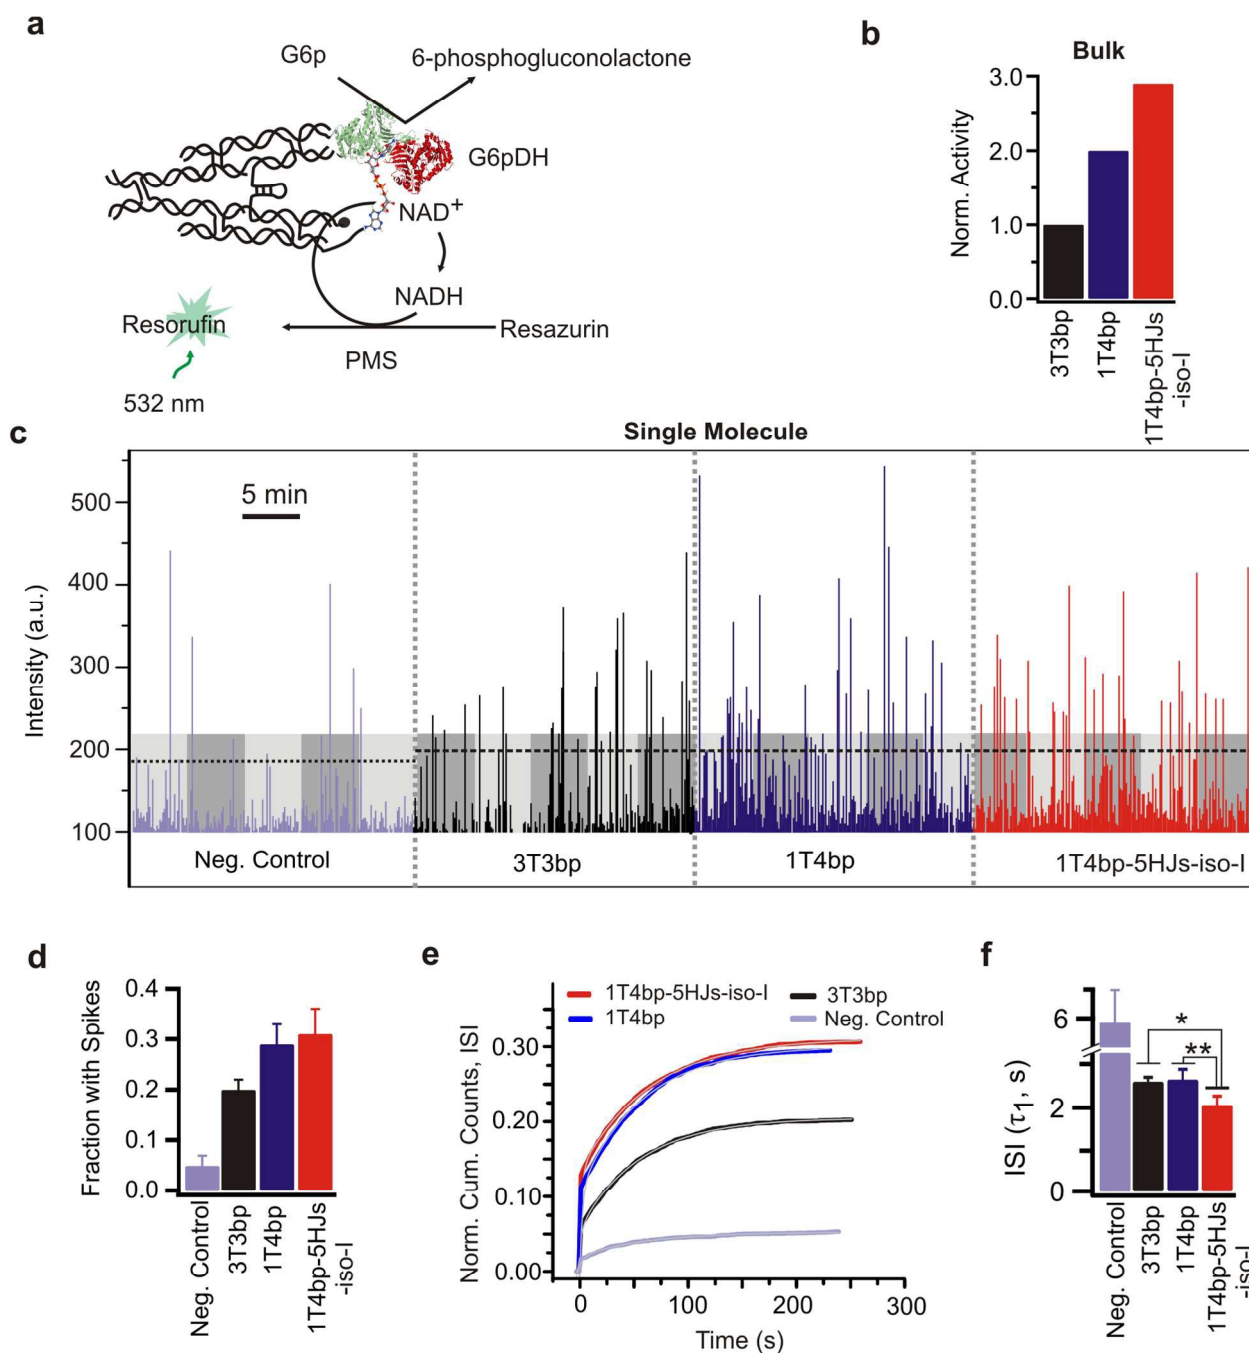 a
G6p
6-phosphogluconolactone
G6pDH
NAD+
NADH
Resorufin
Resazurin
PMS
532 nm
b
Bulk
Norm. Activity
3.0
2.0
1.0
0.0
3T3bp
1T4bp
1T4bp-5HJs
-iso-I
c
Single Molecule
Intensity (a.u.)
500
400
300
200
100
5 min
Neg. Control
3T3bp
1T4bp
1T4bp-5HJs-iso-I
d
Fraction with Spikes
0.4
0.3
0.2
0.1
0.0
Neg. Control
3T3bp
1T4bp
1T4bp-5HJs
-iso-I
e
1T4bp-5HJs-iso-I
3T3bp
1T4bp
Neg. Control
Norm. Cum. Counts, ISI
0.30
0.20
0.10
0.00
0
100
200
300
Time (s)
f
ISI (τ1, s)
6
2
0
*
**
Neg. Control
3T3bp
1T4bp
1T4bp-5HJs
-iso-I